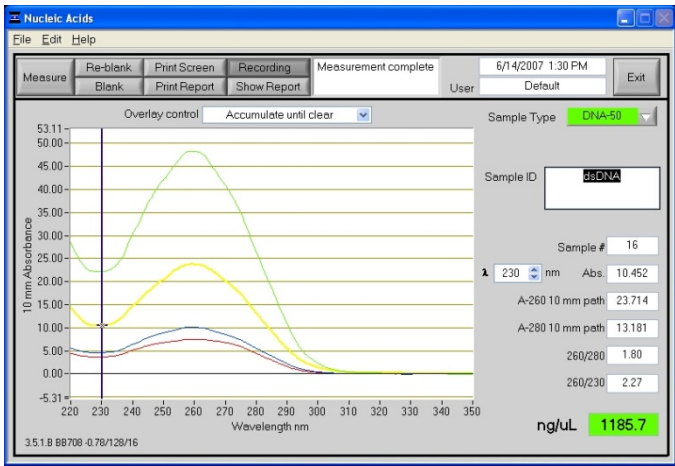 Nucleic Acids
File Edit Help
Measure Re-blank Print Screen Recording Measurement complete 6/14/2007 1:30 PM Exit
Blank Print Report Show Report User Default
Overlay control Accumulate until clear Sample Type DNA-50
53.11
50.00
45.00
40.00
35.00
30.00
25.00
20.00
15.00
10.00
5.00
0.00
-5.31
10 mm Absorbance
220 230 240 250 260 270 280 290 300 310 320 330 340 350
Wavelength nm
Sample ID dsDNA
Sample # 16
λ 230 nm Abs. 10.452
A-260 10 mm path 23.714
A-280 10 mm path 13.181
260/280 1.80
260/230 2.27
ng/uL 1185.7
3.5.1.B BB708 -0.78/128/16